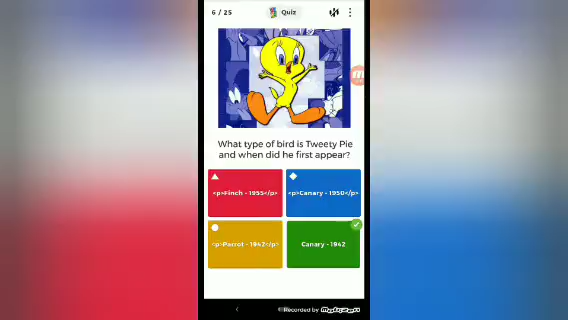 6 / 25
Quiz
What type of bird is Tweety Pie
and when did he first appear?
<p>Finch - 1955</p>
<p>Canary - 1950</p>
<p>Parrot - 1942</p>
Canary - 1942
Recorded by